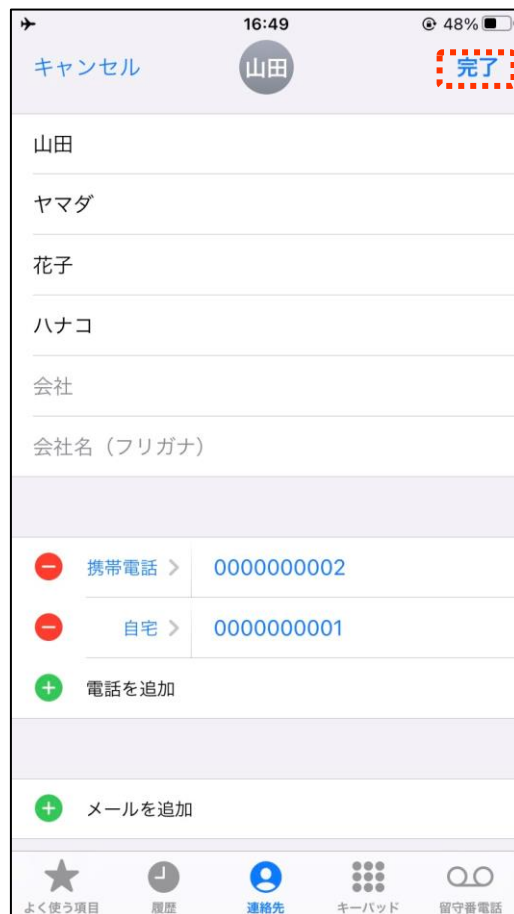 16:49
48%
キャンセル
山田
完了
山田
ヤマダ
花子
ハナコ
会社
会社名（フリガナ）
携帯電話 0000000002
自宅 0000000001
電話を追加
メールを追加
よく使う項目 履歴 連絡先 キーパッド 留守番電話